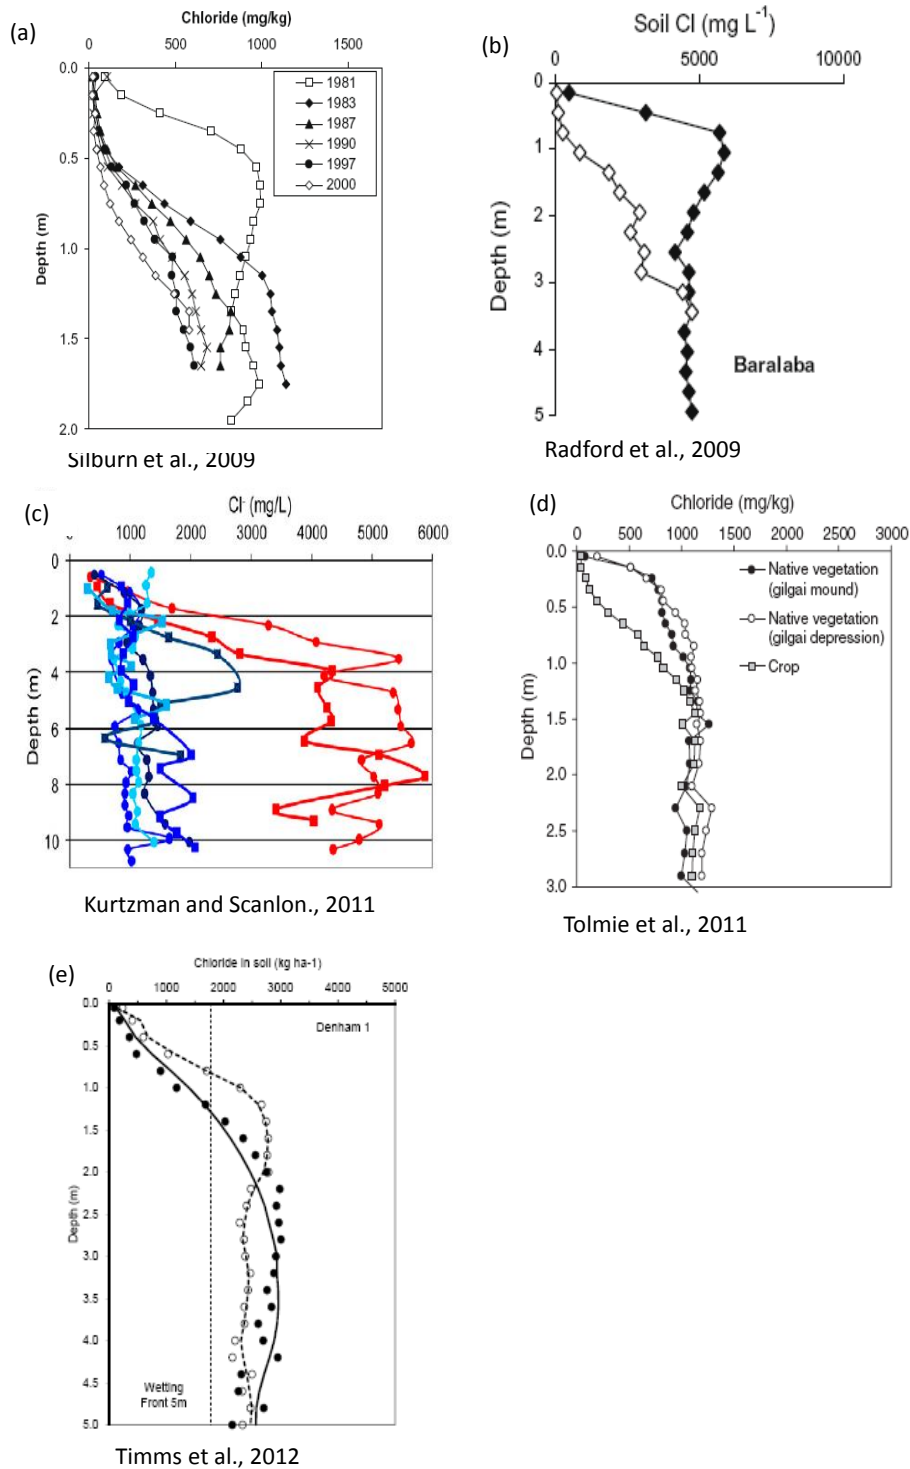 (a)
Chloride (mg/kg)
0 500 1000 1500
0.0
0.5
1.0
1.5
2.0
Depth (m)
1981
1983
1987
1990
1997
2000
Silburn et al., 2009
(b)
Soil Cl (mg L-1)
0 5000 10000
0
1
2
3
4
5
Depth (m)
Baralaba
Radford et al., 2009
(c)
Cl- (mg/L)
0 1000 2000 3000 4000 5000 6000
0
2
4
6
8
10
Depth (m)
Kurtzman and Scanlon., 2011
(d)
Chloride (mg/kg)
0 500 1000 1500 2000 2500 3000
0.0
0.5
1.0
1.5
2.0
2.5
3.0
Depth (m)
Native vegetation
(gilgai mound)
Native vegetation
(gilgai depression)
Crop
Tolmie et al., 2011
(e)
Chloride in soil (kg ha-1)
0 1000 2000 3000 4000 5000
0.0
0.5
1.0
1.5
2.0
2.5
3.0
3.5
4.0
4.5
5.0
Depth (m)
Denham 1
Wetting
Front 5m
Timms et al., 2012